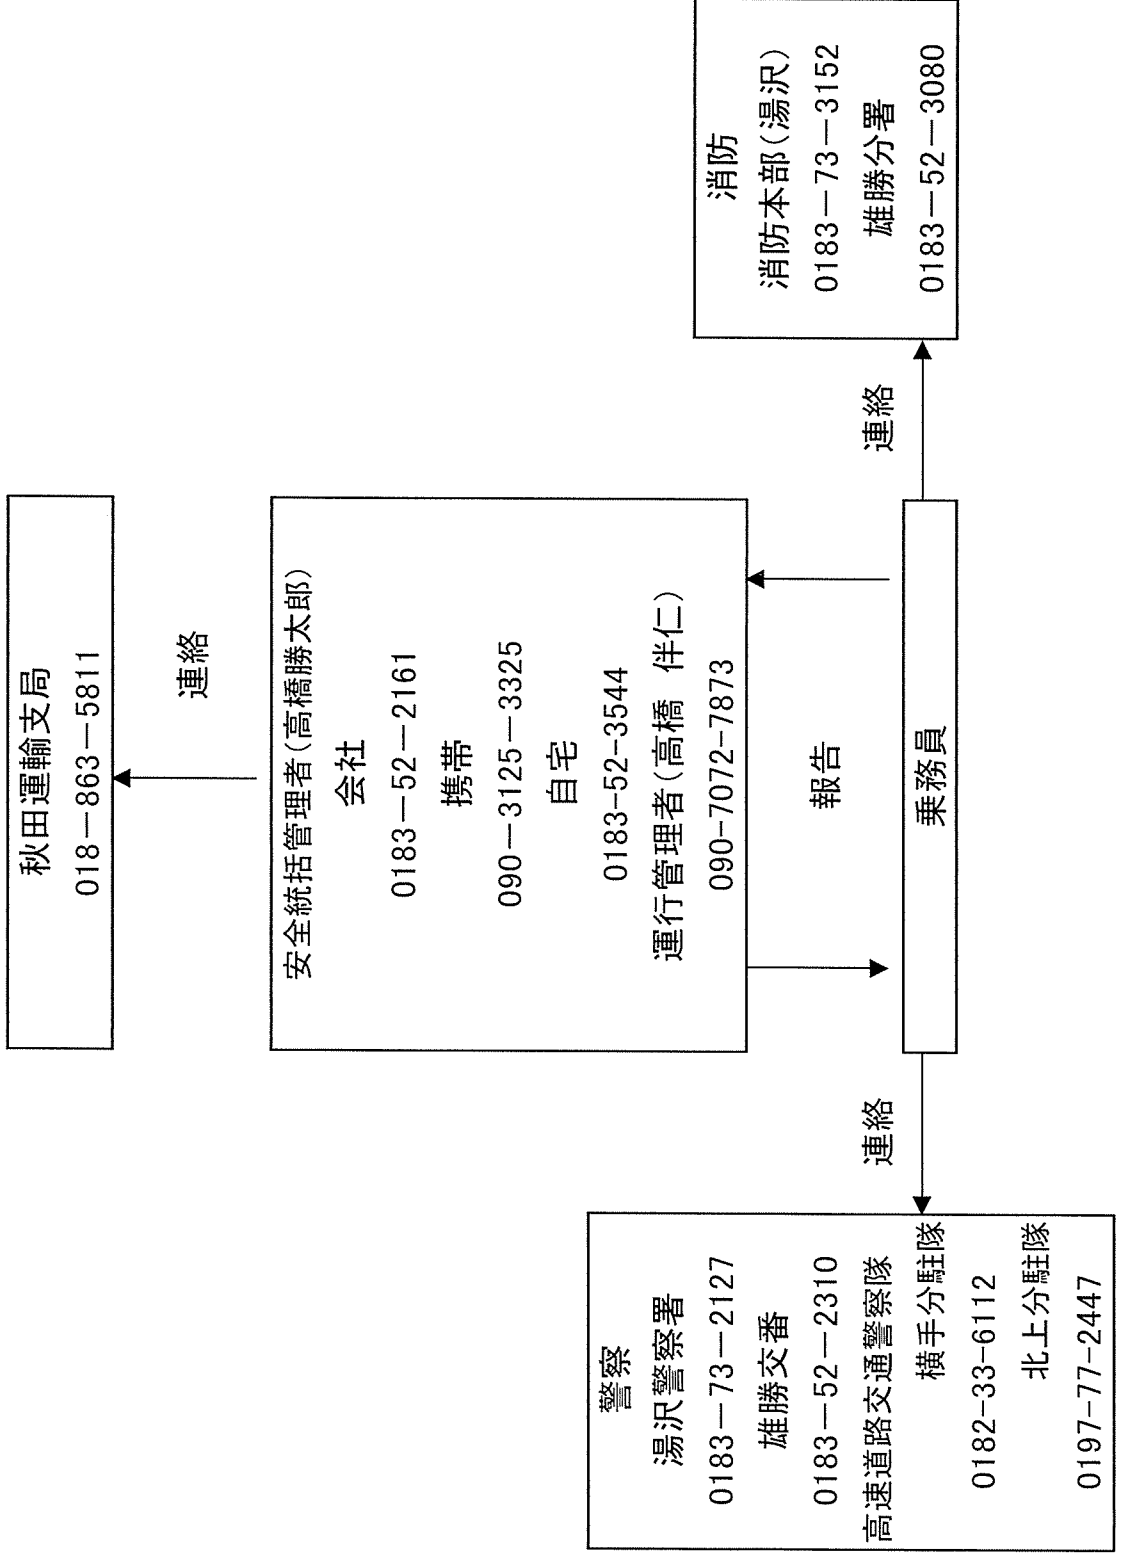 秋田運輸支局
018－863－5811
連絡
安全統括管理者(高橋勝太郎)
会社
0183－52－2161
携帯
090－3125－3325
自宅
0183-52-3544
運行管理者(高橋　伴仁)
090-7072-7873
報告
乗務員
連絡
警察
湯沢警察署
0183－73－2127
雄勝交番
0183－52－2310
高速道路交通警察隊
横手分駐隊
0182-33-6112
北上分駐隊
0197-77-2447
連絡
消防
消防本部(湯沢)
0183－73－3152
雄勝分署
0183－52－3080